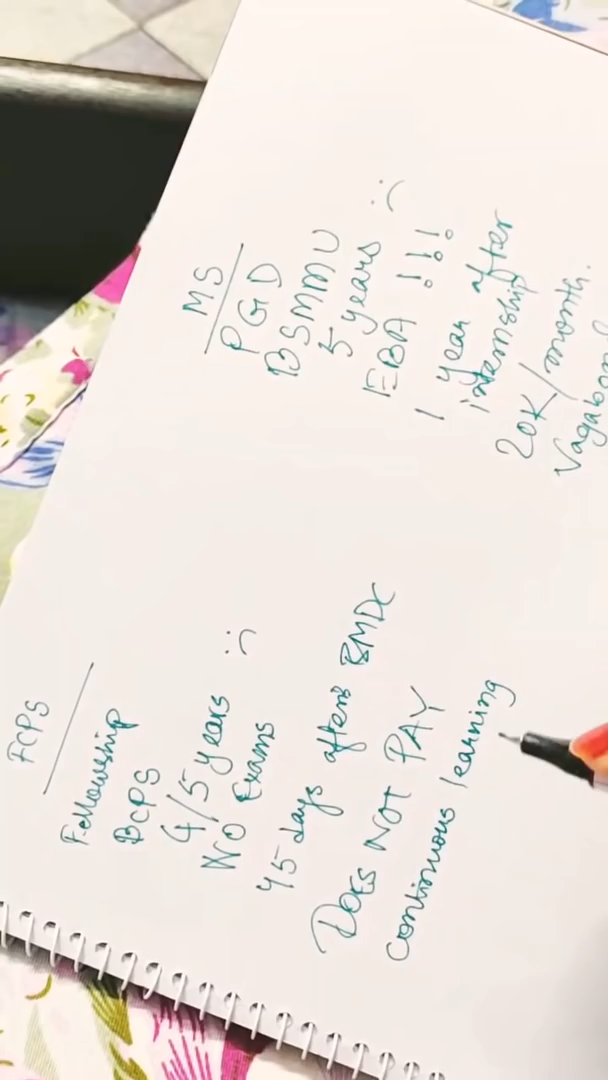 FCPS
Fellowship
BCPS
4/5 years
NO Exams :)
45 days after BMDC
Does NOT PAY
continuous learning
MS
PGD
BSMMU
5 years
EBA !!! :(
1 year after
internship
20K/month.